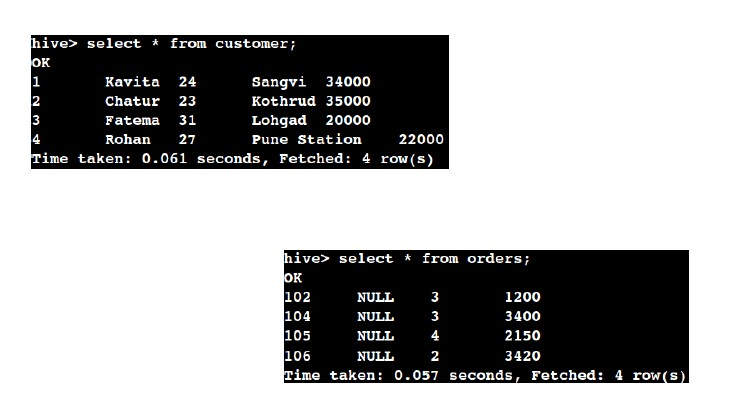 hive> select * from customer;
OK
1 Kavita 24 Sangvi 34000
2 Chatur 23 Kothrud 35000
3 Fatema 31 Lohgad 20000
4 Rohan 27 Pune Station 22000
Time taken: 0.061 seconds, Fetched: 4 row(s)
hive> select * from orders;
OK
102 NULL 3 1200
104 NULL 3 3400
105 NULL 4 2150
106 NULL 2 3420
Time taken: 0.057 seconds, Fetched: 4 row(s)